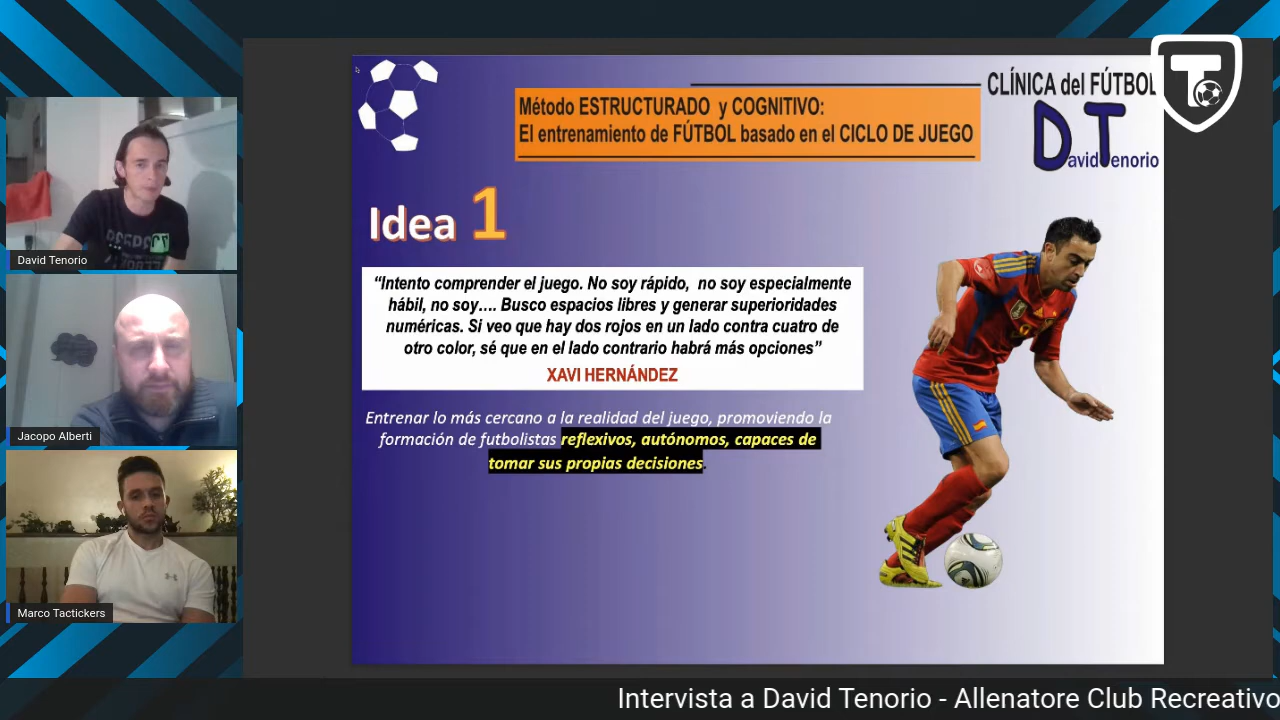 David Tenorio
Jacopo Alberti
Marco Tactickers
CLÍNICA del FÚTBOL
David Tenorio
Método ESTRUCTURADO y COGNITIVO:
El entrenamiento de FÚTBOL basado en el CICLO DE JUEGO
Idea 1
“Intento comprender el juego. No soy rápido, no soy especialmente
hábil, no soy…. Busco espacios libres y generar superioridades
numéricas. Si veo que hay dos rojos en un lado contra cuatro de
otro color, sé que en el lado contrario habrá más opciones”
XAVI HERNÁNDEZ
Entrenar lo más cercano a la realidad del juego, promoviendo la
formación de futbolistas reflexivos, autónomos, capaces de
tomar sus propias decisiones.
Intervista a David Tenorio - Allenatore Club Recreativo